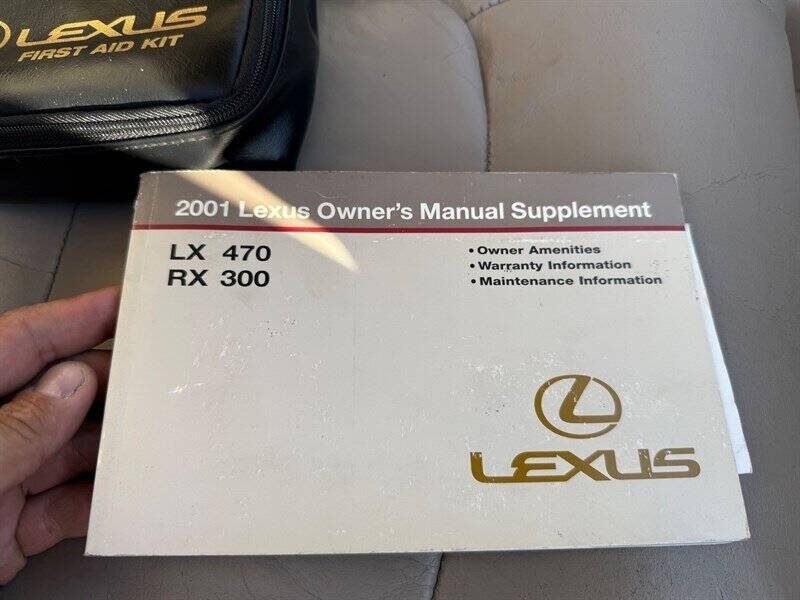 LEXUS
FIRST AID KIT
2001 Lexus Owner's Manual Supplement
LX 470
RX 300
• Owner Amenities
• Warranty Information
• Maintenance Information
LEXUS